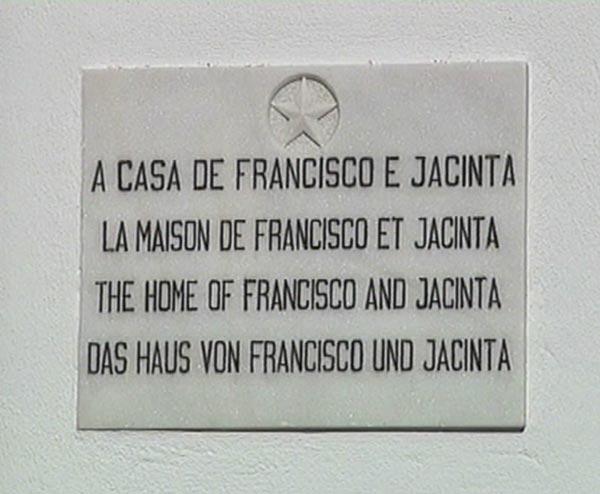 A CASA DE FRANCISCO E JACINTA
LA MAISON DE FRANCISCO ET JACINTA
THE HOME OF FRANCISCO AND JACINTA
DAS HAUS VON FRANCISCO UND JACINTA